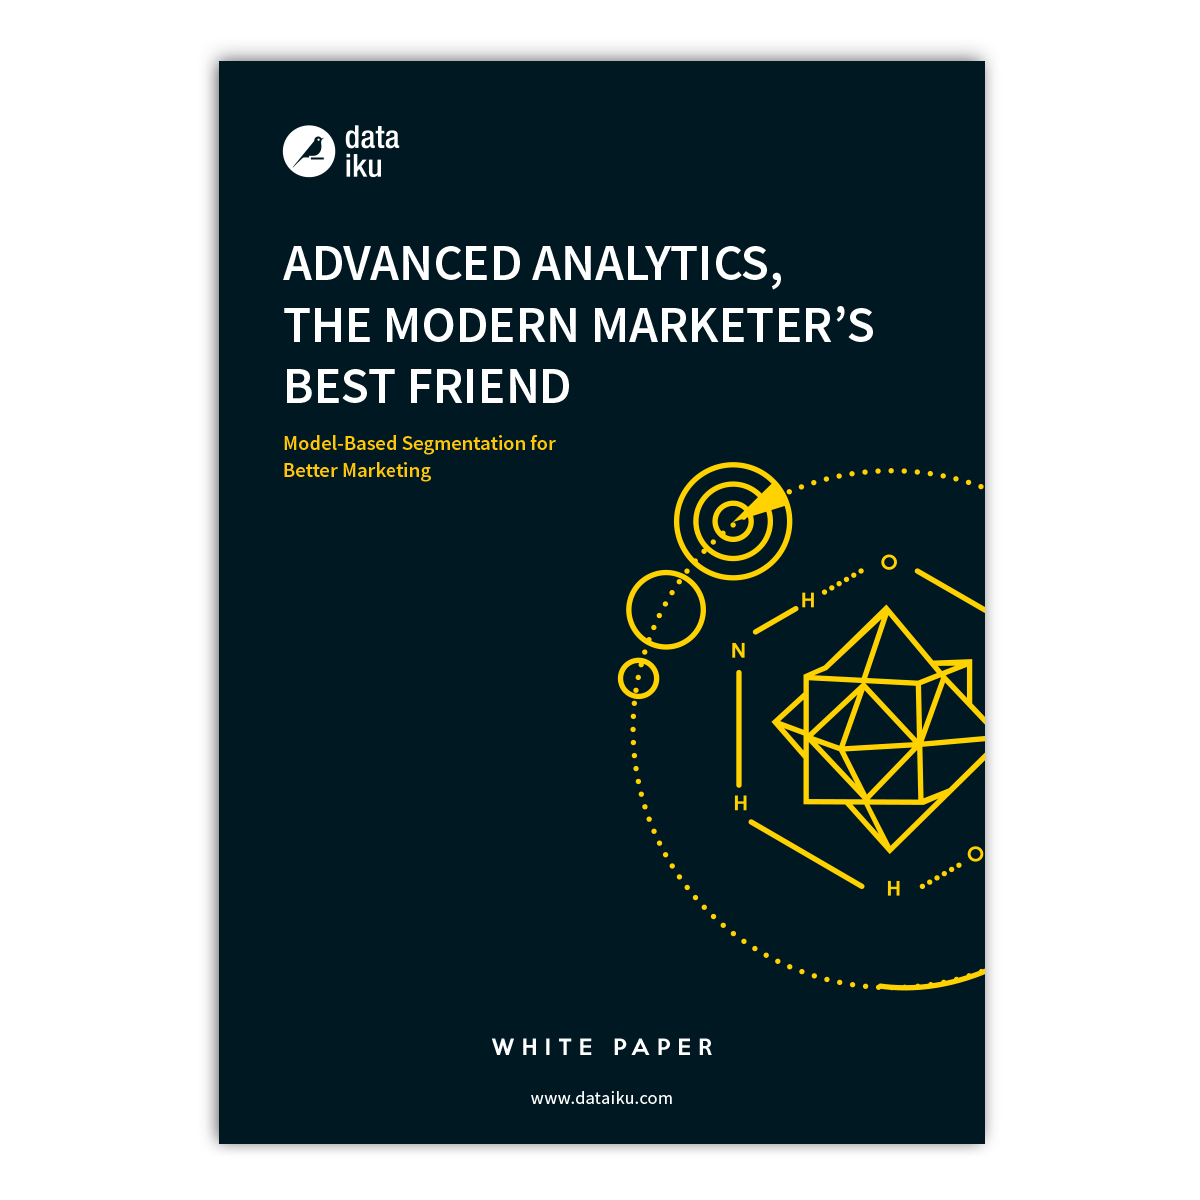 data
iku
ADVANCED ANALYTICS,
THE MODERN MARKETER’S
BEST FRIEND
Model-Based Segmentation for
Better Marketing
O
H
N
H
O
H
WHITE PAPER
www.dataiku.com